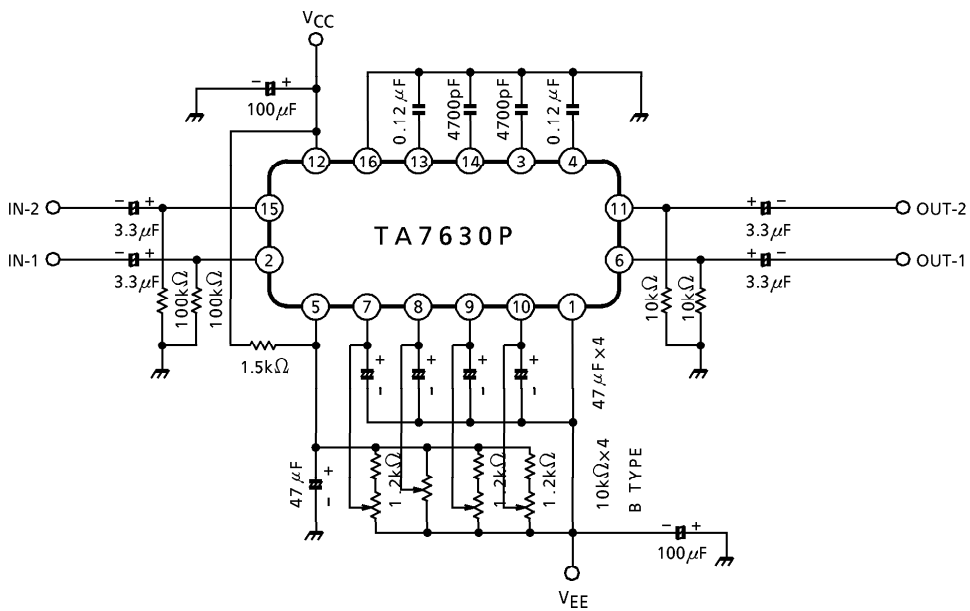 VCC
100μF
0.12μF
4700pF
4700pF
0.12μF
12
16
13
14
3
4
IN-2
3.3μF
15
TA7630P
11
3.3μF
OUT-2
IN-1
3.3μF
2
6
3.3μF
OUT-1
100kΩ
100kΩ
10kΩ
10kΩ
5
7
8
9
10
1
1.5kΩ
47μF×4
47μF
1.2kΩ
1.2kΩ
1.2kΩ
10kΩ×4
B TYPE
100μF
VEE